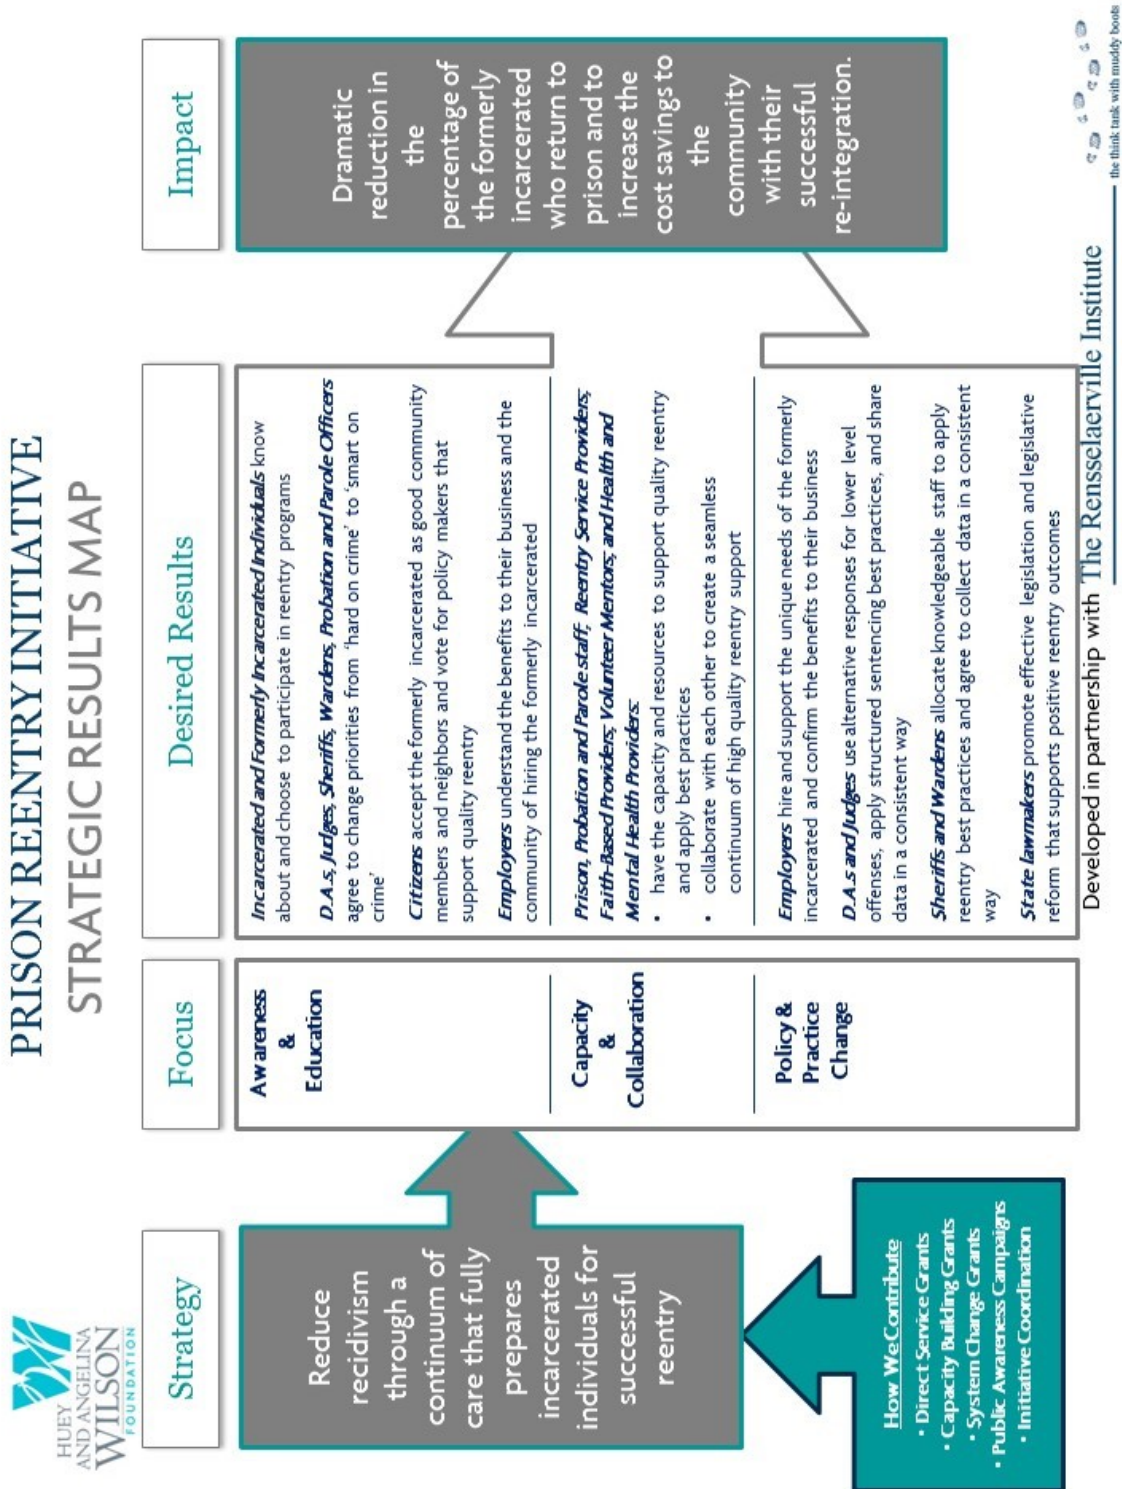 HUEY
AND ANGELINA
WILSON
FOUNDATION
PRISON REENTRY INITIATIVE
STRATEGIC RESULTS MAP
Strategy
Reduce
recidivism
through a
continuum of
care that fully
prepares
incarcerated
individuals for
successful
reentry
How We Contribute
• Direct Service Grants
• Capacity Building Grants
• System Change Grants
• Public Awareness Campaigns
• Initiative Coordination
Focus
Awareness
&
Education
Capacity
&
Collaboration
Policy &
Practice
Change
Desired Results
Incarcerated and Formerly Incarcerated Individuals know
about and choose to participate in reentry programs
D.A.s, Judges, Sheriffs, Wardens, Probation and Parole Officers
agree to change priorities from 'hard on crime' to 'smart on
crime'
Citizens accept the formerly incarcerated as good community
members and neighbors and vote for policy makers that
support quality reentry
Employers understand the benefits to their business and the
community of hiring the formerly incarcerated
Prison, Probation and Parole staff, Reentry Service Providers,
Faith-Based Providers, Volunteer Mentors, and Health and
Mental Health Providers:
• have the capacity and resources to support quality reentry
and apply best practices
• collaborate with each other to create a seamless
continuum of high quality reentry support
Employers hire and support the unique needs of the formerly
incarcerated and confirm the benefits to their business
D.A.s and Judges use alternative responses for lower level
offenses, apply structured sentencing best practices, and share
data in a consistent way
Sheriffs and Wardens allocate knowledgeable staff to apply
reentry best practices and agree to collect data in a consistent
way
State lawmakers promote effective legislation and legislative
reform that supports positive reentry outcomes
Impact
Dramatic
reduction in
the
percentage of
the formerly
incarcerated
who return to
prison and to
increase the
cost savings to
the
community
with their
successful
re-integration.
Developed in partnership with The Rensselaerville Institute
the think tank with muddy boots